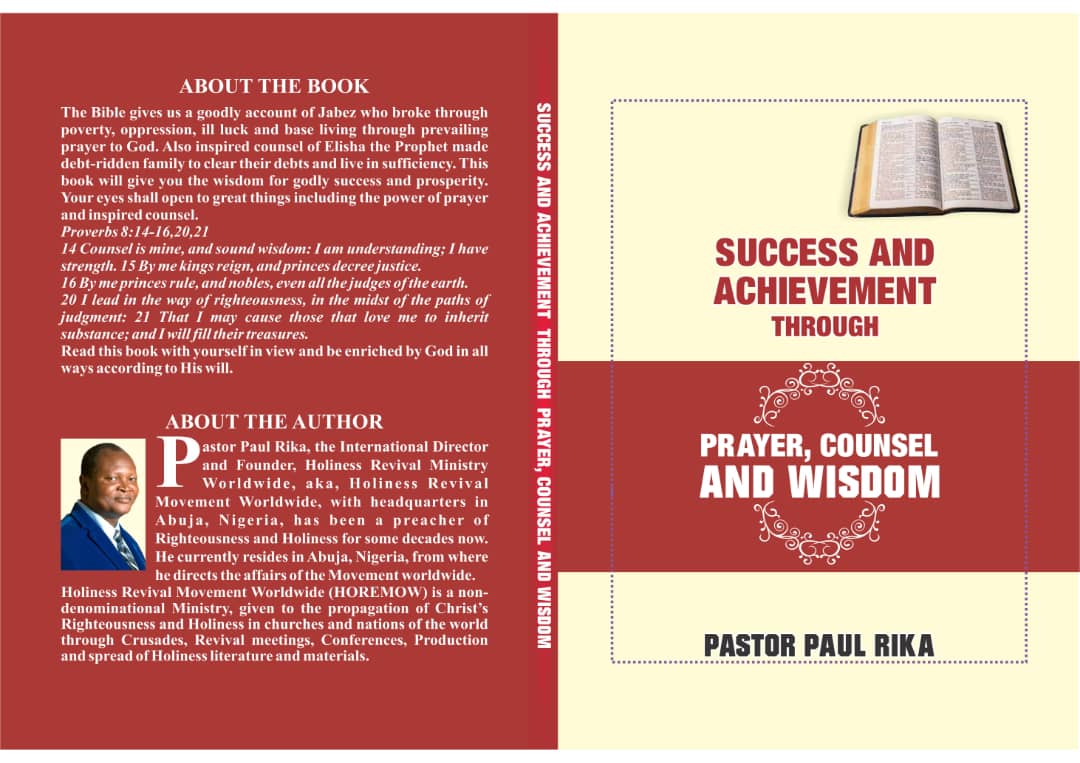 ABOUT THE BOOK
The Bible gives us a goodly account of Jabez who broke through
poverty, oppression, ill luck and base living through prevailing
prayer to God. Also inspired counsel of Elisha the Prophet made
debt-ridden family to clear their debts and live in sufficiency. This
book will give you the wisdom for godly success and prosperity.
Your eyes shall open to great things including the power of prayer
and inspired counsel.
Proverbs 8:14-16,20,21
14 Counsel is mine, and sound wisdom: I am understanding; I have
strength. 15 By me kings reign, and princes decree justice.
16 By me princes rule, and nobles, even all the judges of the earth.
20 I lead in the way of righteousness, in the midst of the paths of
judgment: 21 That I may cause those that love me to inherit
substance; and I will fill their treasures.
Read this book with yourself in view and be enriched by God in all
ways according to His will.
ABOUT THE AUTHOR
Pastor Paul Rika, the International Director
and Founder, Holiness Revival Ministry
Worldwide, aka, Holiness Revival
Movement Worldwide, with headquarters in
Abuja, Nigeria, has been a preacher of
Righteousness and Holiness for some decades now.
He currently resides in Abuja, Nigeria, from where
he directs the affairs of the Movement worldwide.
Holiness Revival Movement Worldwide (HOREMOW) is a non-
denominational Ministry, given to the propagation of Christ's
Righteousness and Holiness in churches and nations of the world
through Crusades, Revival meetings, Conferences, Production
and spread of Holiness literature and materials.
SUCCESS AND ACHIEVEMENT THROUGH PRAYER, COUNSEL AND WISDOM
SUCCESS AND
ACHIEVEMENT
THROUGH
PRAYER, COUNSEL
AND WISDOM
PASTOR PAUL RIKA